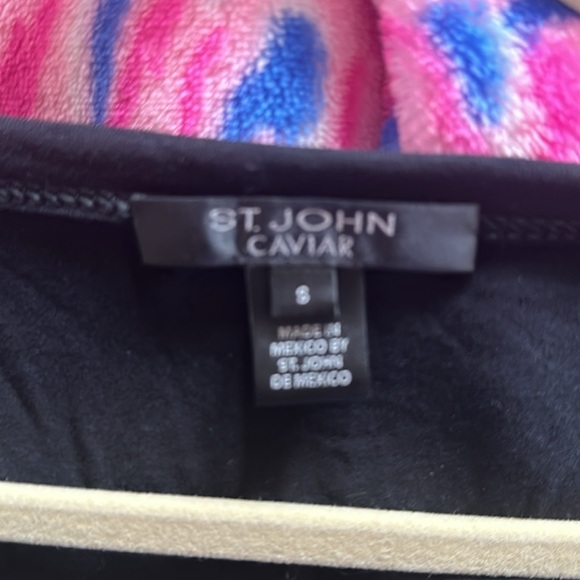 ST. JOHN
CAVIAR
S
MADE IN
MEXICO BY
ST. JOHN
DE MEXICO